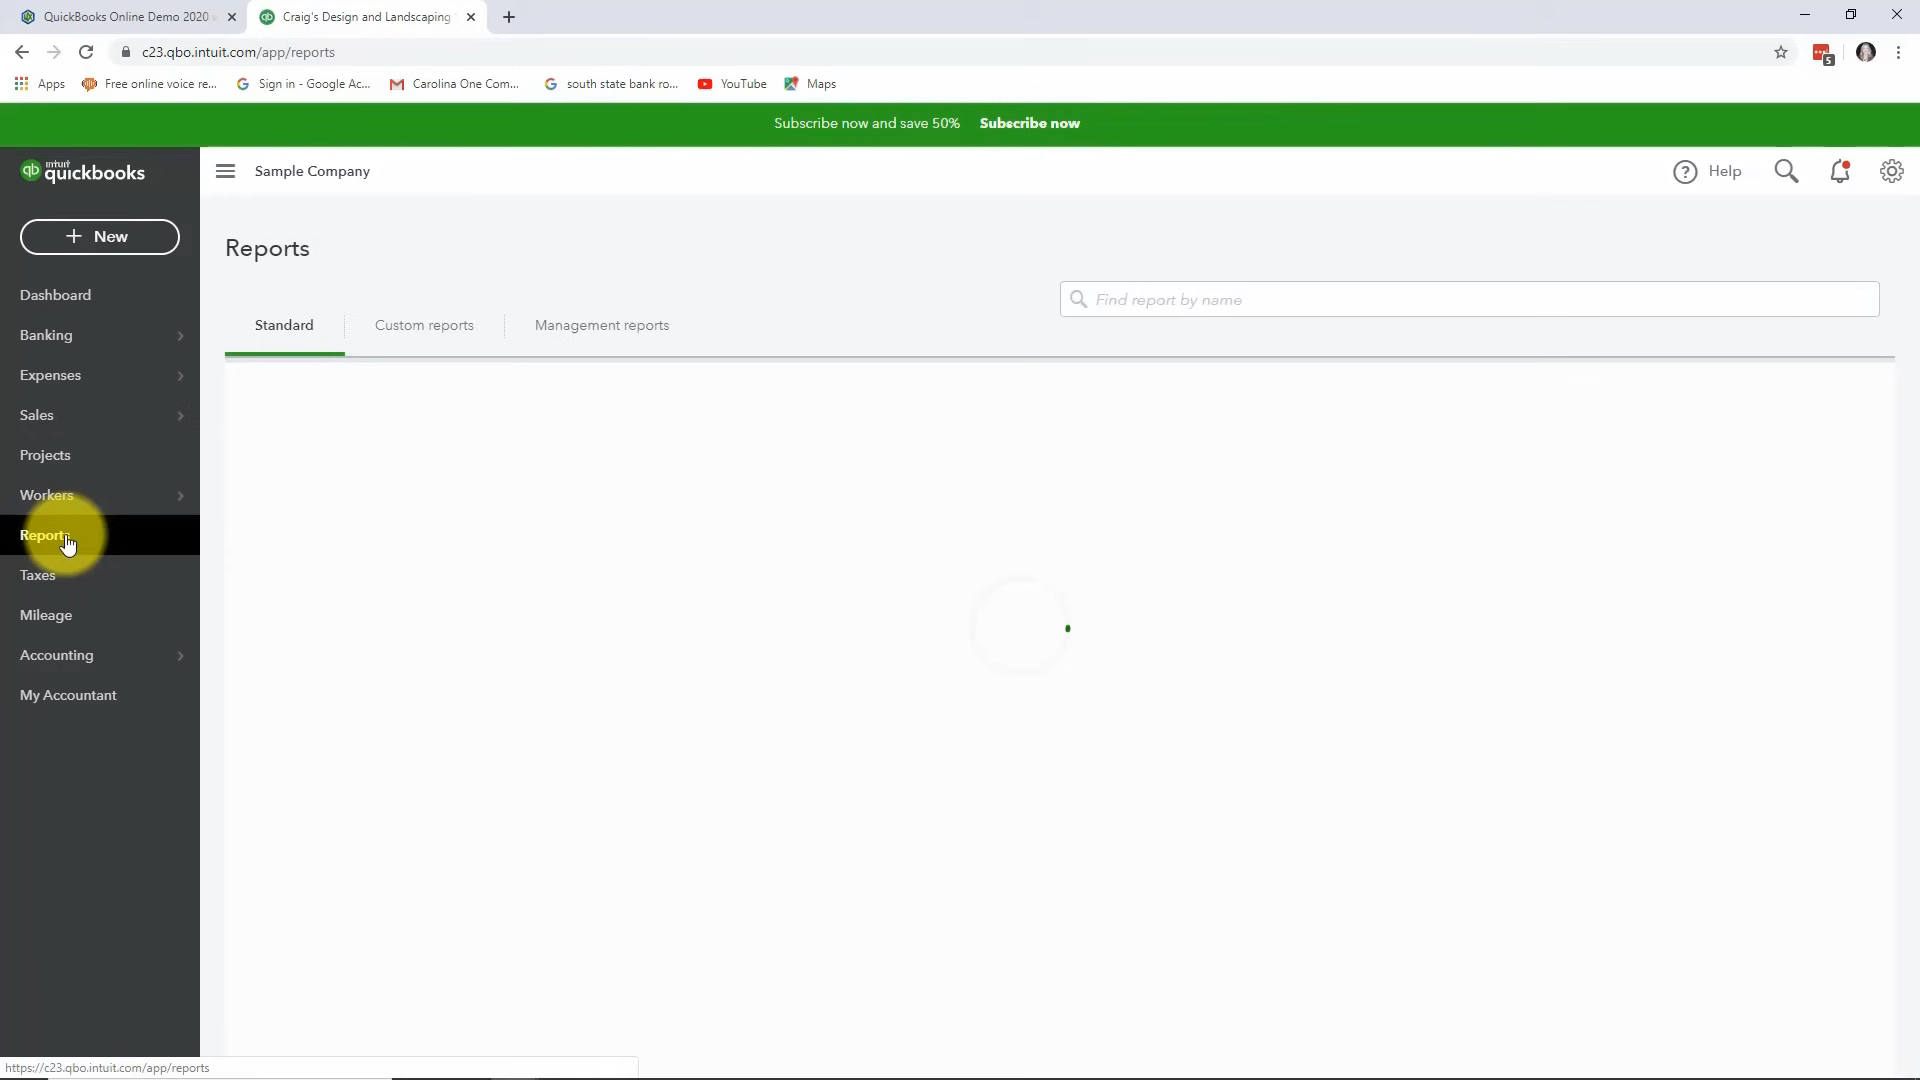 QuickBooks Online Demo 2020
Craig's Design and Landscaping
c23.qbo.intuit.com/app/reports
5
Apps
Free online voice re...
Sign in - Google Ac...
Carolina One Com...
south state bank ro...
YouTube
Maps
Subscribe now and save 50% Subscribe now
qb intuit quickbooks
Sample Company
? Help
+ New
Reports
Find report by name
Standard
Custom reports
Management reports
Dashboard
Banking
Expenses
Sales
Projects
Workers
Reports
Taxes
Mileage
Accounting
My Accountant
https://c23.qbo.intuit.com/app/reports